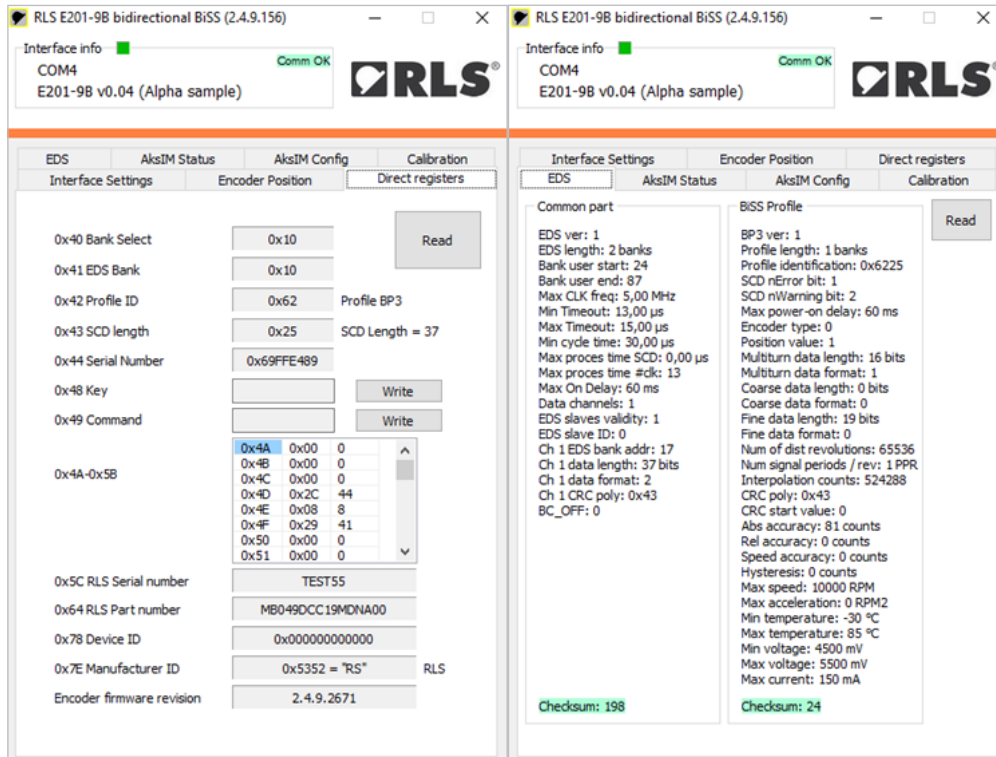 RLS E201-9B bidirectional BiSS (2.4.9.156)
Interface info
Comm OK
COM4
E201-9B v0.04 (Alpha sample)
RLS®
EDS AksIM Status AksIM Config Calibration
Interface Settings Encoder Position Direct registers
0x40 Bank Select 0x10 Read
0x41 EDS Bank 0x10
0x42 Profile ID 0x62 Profile BP3
0x43 SCD length 0x25 SCD Length = 37
0x44 Serial Number 0x69FFE489
0x48 Key Write
0x49 Command Write
0x4A-0x5B
0x4A 0x00 0
0x4B 0x00 0
0x4C 0x00 0
0x4D 0x2C 44
0x4E 0x08 8
0x4F 0x29 41
0x50 0x00 0
0x51 0x00 0
0x5C RLS Serial number TEST55
0x64 RLS Part number MB049DCC19MDNA00
0x78 Device ID 0x000000000000
0x7E Manufacturer ID 0x5352 = "RS" RLS
Encoder firmware revision 2.4.9.2671
RLS E201-9B bidirectional BiSS (2.4.9.156)
Interface info
Comm OK
COM4
E201-9B v0.04 (Alpha sample)
RLS®
Interface Settings Encoder Position Direct registers
EDS AksIM Status AksIM Config Calibration
Common part
EDS ver: 1
EDS length: 2 banks
Bank user start: 24
Bank user end: 87
Max CLK freq: 5,00 MHz
Min Timeout: 13,00 µs
Max Timeout: 15,00 µs
Min cycle time: 30,00 µs
Max proces time SCD: 0,00 µs
Max proces time #clk: 13
Max On Delay: 60 ms
Data channels: 1
EDS slaves validity: 1
EDS slave ID: 0
Ch 1 EDS bank addr: 17
Ch 1 data length: 37 bits
Ch 1 data format: 2
Ch 1 CRC poly: 0x43
BC_OFF: 0
Checksum: 198
BiSS Profile
BP3 ver: 1
Profile length: 1 banks
Profile identification: 0x6225
SCD nError bit: 1
SCD nWarning bit: 2
Max power-on delay: 60 ms
Encoder type: 0
Position value: 1
Multiturn data length: 16 bits
Multiturn data format: 1
Coarse data length: 0 bits
Coarse data format: 0
Fine data length: 19 bits
Fine data format: 0
Num of dist revolutions: 65536
Num signal periods / rev: 1 PPR
Interpolation counts: 524288
CRC poly: 0x43
CRC start value: 0
Abs accuracy: 81 counts
Rel accuracy: 0 counts
Speed accuracy: 0 counts
Hysteresis: 0 counts
Max speed: 10000 RPM
Max acceleration: 0 RPM2
Min temperature: -30 °C
Max temperature: 85 °C
Min voltage: 4500 mV
Max voltage: 5500 mV
Max current: 150 mA
Checksum: 24
Read